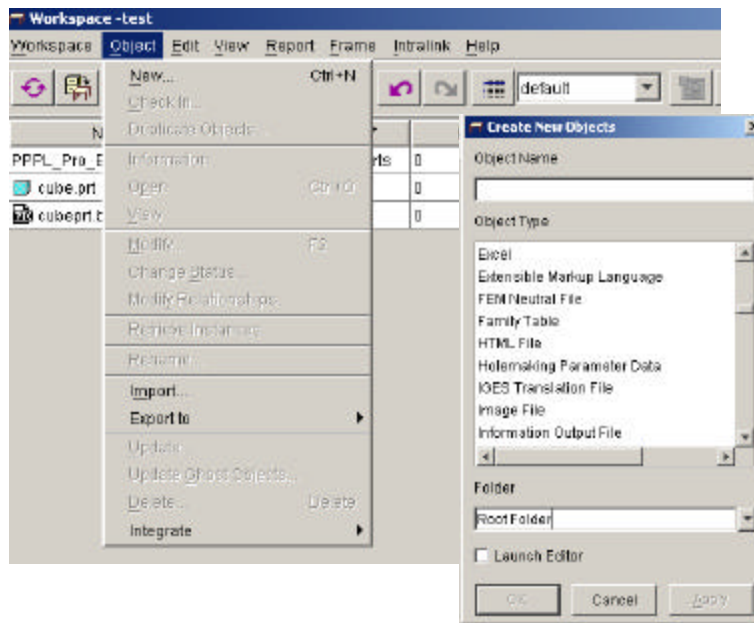 Workspace -test
Workspace Object Edit View Report Frame Intralink Help
New... Ctrl+N
Check In...
Duplicate Objects...
Information
Open Ctrl+O
View
Modify... F3
Change Status...
Modify Relationships...
Retrieve Instances
Rename...
Import...
Export to
Update
Update Ghost Objects...
Delete... Delete
Integrate
default
N
PPPL_Pro_E rts 0
cube.prt 0
cubeprt.b 0
Create New Objects
Object Name
Object Type
Excel
Extensible Markup Language
FEM Neutral File
Family Table
HTML File
Holemaking Parameter Data
IGES Translation File
Image File
Information Output File
Folder
Root Folder
Launch Editor
OK Cancel Apply